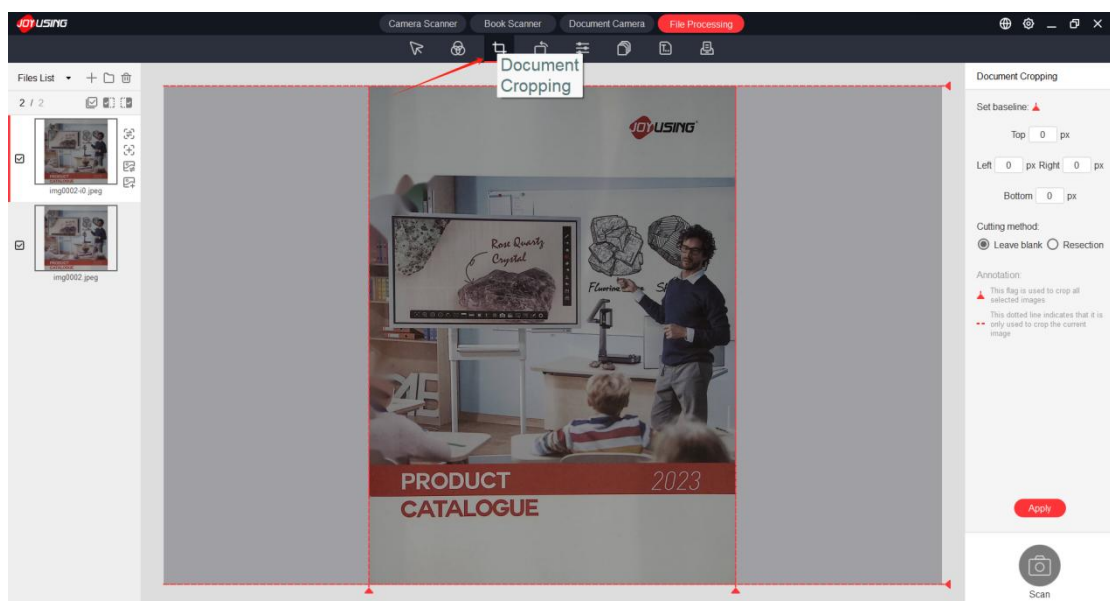 JOYUSING
Camera Scanner
Book Scanner
Document Camera
File Processing
Document
Cropping
Files List
2 / 2
img0002-i0.jpeg
img0002.jpeg
JOYUSING
Rose Quartz
Crystal
PRODUCT
2023
CATALOGUE
Document Cropping
Set baseline:
Top 0 px
Left 0 px Right 0 px
Bottom 0 px
Cutting method:
Leave blank Resection
Annotation:
This flag is used to crop all
selected images
This dotted line indicates that it is
only used to crop the current
image
Apply
Scan